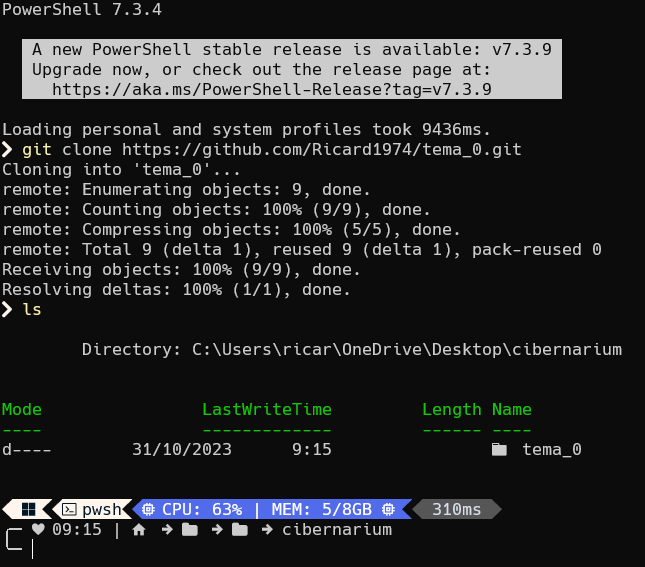 PowerShell 7.3.4
A new PowerShell stable release is available: v7.3.9
Upgrade now, or check out the release page at:
https://aka.ms/PowerShell-Release?tag=v7.3.9
Loading personal and system profiles took 9436ms.
❯ git clone https://github.com/Ricard1974/tema_0.git
Cloning into 'tema_0'...
remote: Enumerating objects: 9, done.
remote: Counting objects: 100% (9/9), done.
remote: Compressing objects: 100% (5/5), done.
remote: Total 9 (delta 1), reused 9 (delta 1), pack-reused 0
Receiving objects: 100% (9/9), done.
Resolving deltas: 100% (1/1), done.
❯ ls
Directory: C:\Users\ricar\OneDrive\Desktop\cibernarium
Mode LastWriteTime Length Name
---- ------------- ------ ----
d---- 31/10/2023 9:15 tema_0
pwsh CPU: 63% | MEM: 5/8GB 310ms
09:15 | → → → cibernarium